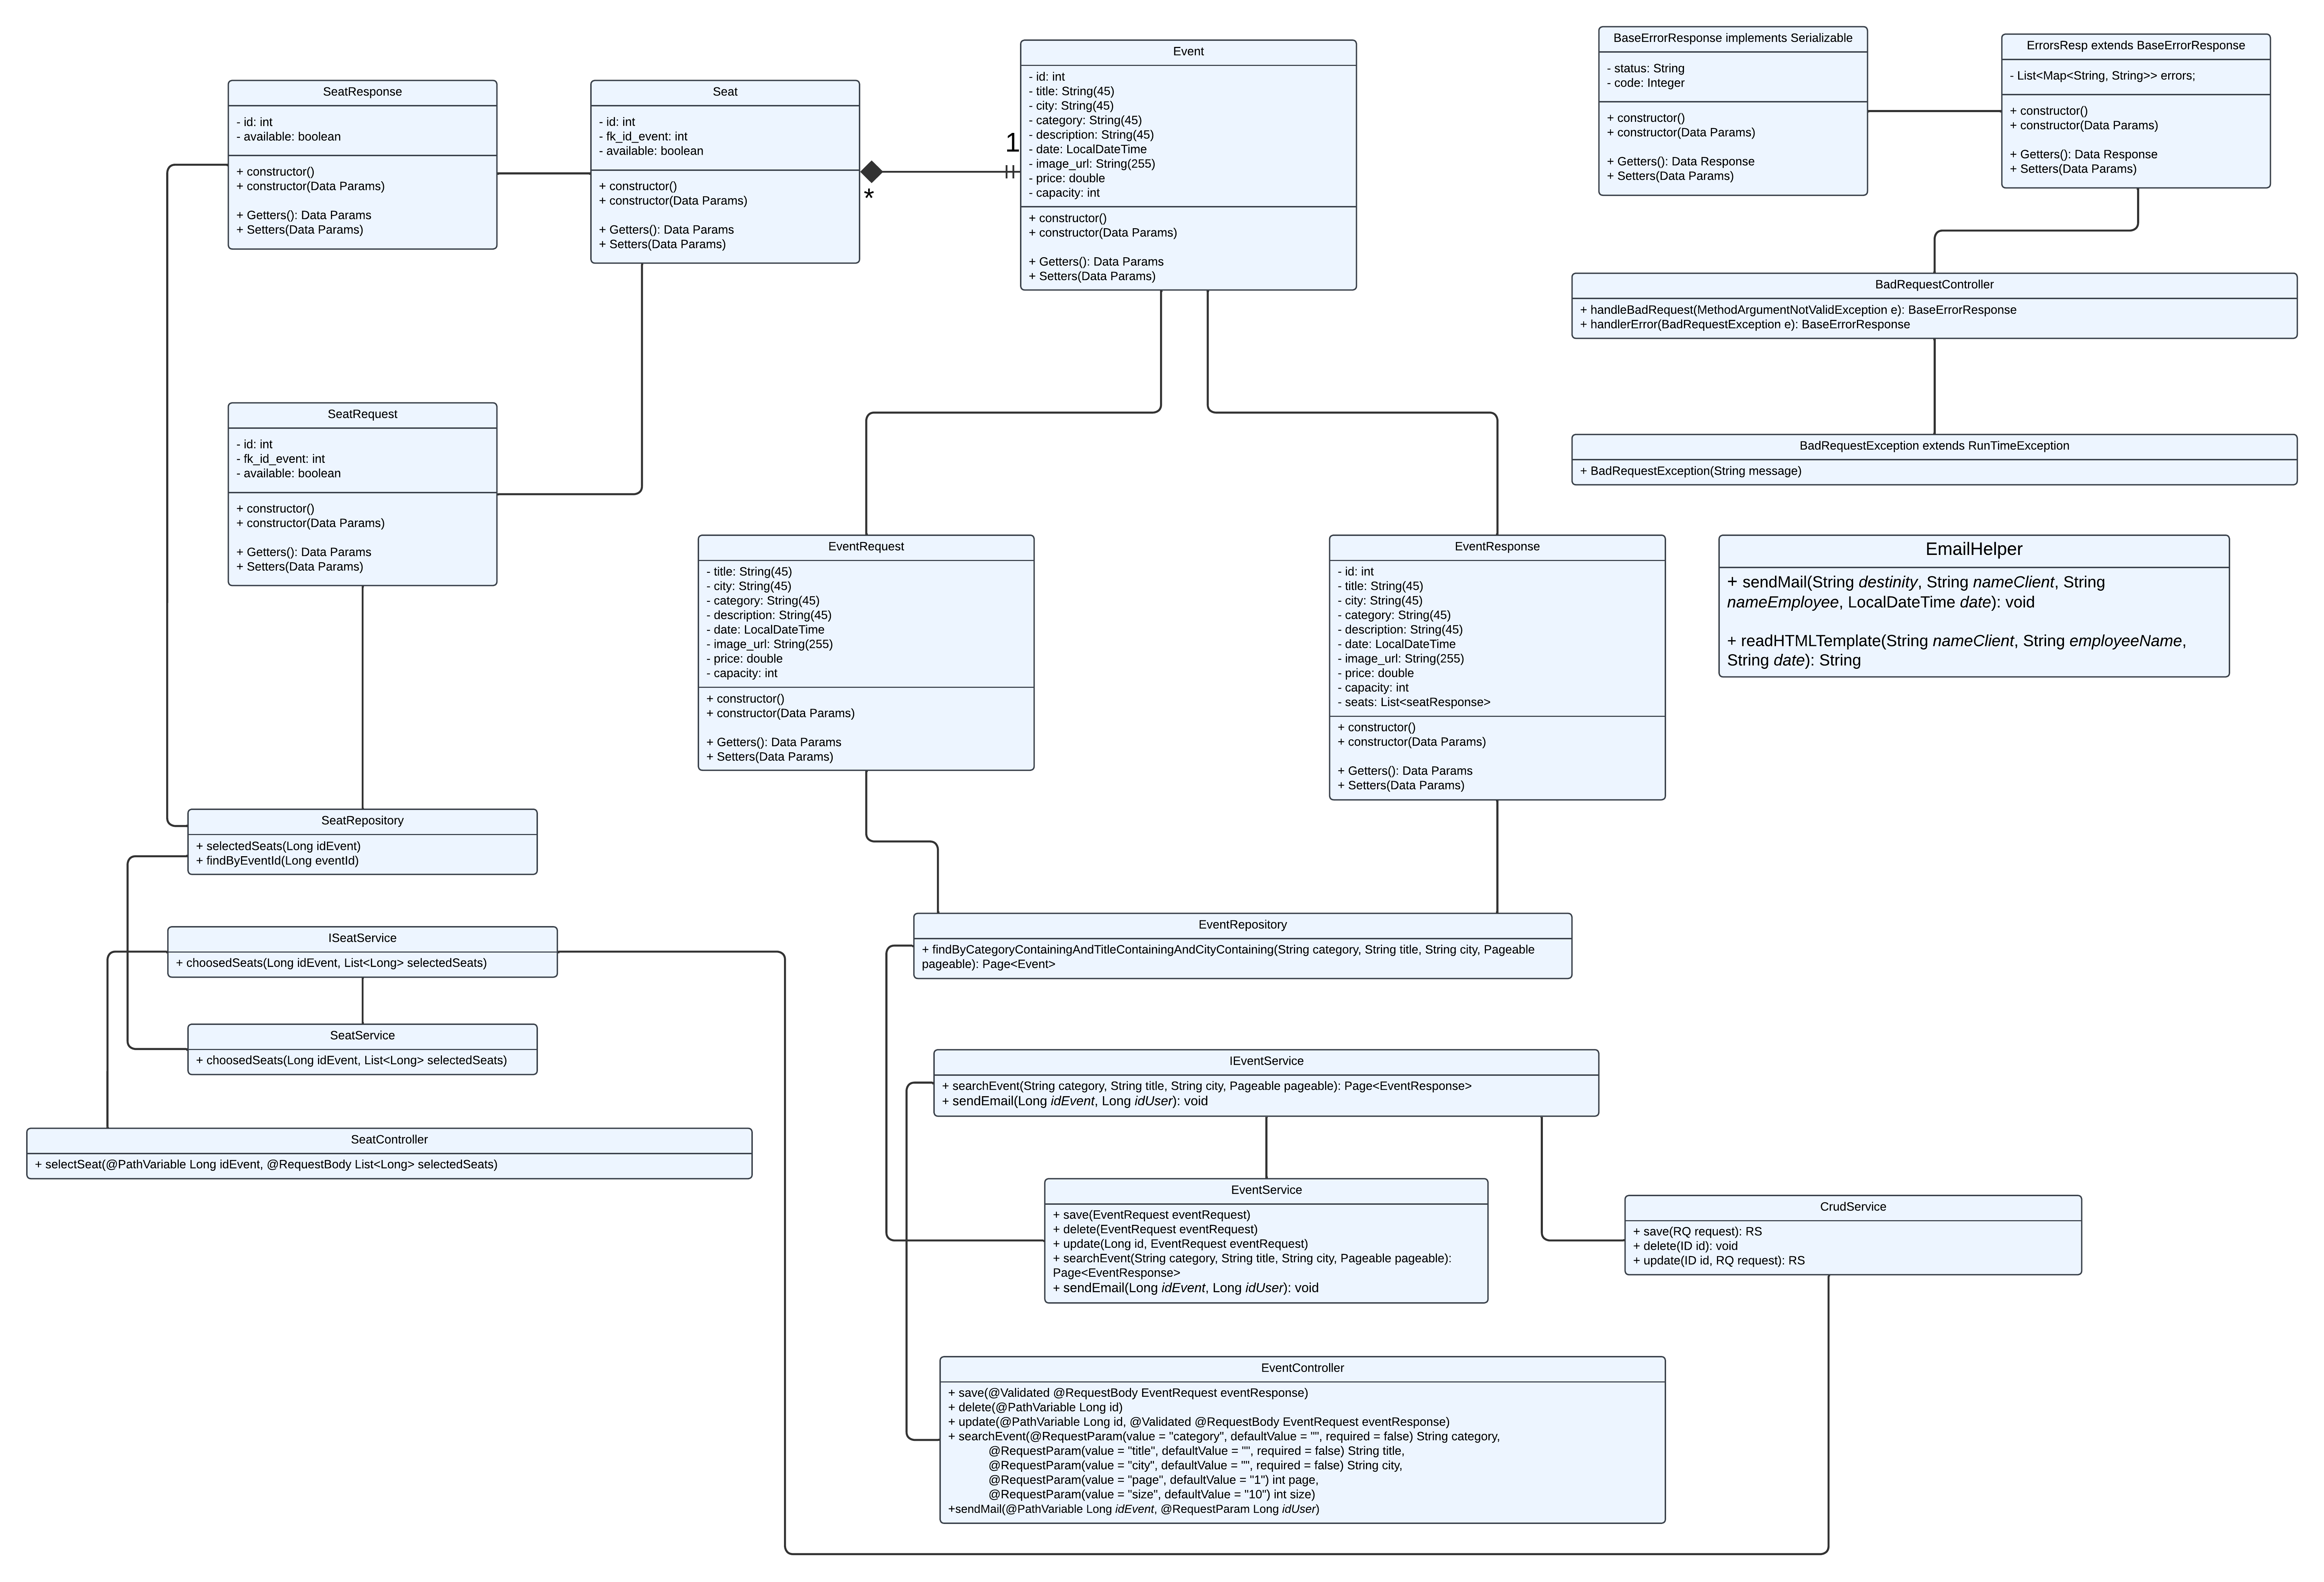 SeatResponse
- id: int
- available: boolean
+ constructor()
+ constructor(Data Params)
+ Getters(): Data Params
+ Setters(Data Params)
Seat
- id: int
- fk_id_event: int
- available: boolean
+ constructor()
+ constructor(Data Params)
+ Getters(): Data Params
+ Setters(Data Params)
*
1
Event
- id: int
- title: String(45)
- city: String(45)
- category: String(45)
- description: String(45)
- date: LocalDateTime
- image_url: String(255)
- price: double
- capacity: int
+ constructor()
+ constructor(Data Params)
+ Getters(): Data Params
+ Setters(Data Params)
BaseErrorResponse implements Serializable
- status: String
- code: Integer
+ constructor()
+ constructor(Data Params)
+ Getters(): Data Response
+ Setters(Data Params)
ErrorsResp extends BaseErrorResponse
- List<Map<String, String>> errors;
+ constructor()
+ constructor(Data Params)
+ Getters(): Data Response
+ Setters(Data Params)
BadRequestController
+ handleBadRequest(MethodArgumentNotValidException e): BaseErrorResponse
+ handlerError(BadRequestException e): BaseErrorResponse
BadRequestException extends RunTimeException
+ BadRequestException(String message)
SeatRequest
- id: int
- fk_id_event: int
- available: boolean
+ constructor()
+ constructor(Data Params)
+ Getters(): Data Params
+ Setters(Data Params)
EventRequest
- title: String(45)
- city: String(45)
- category: String(45)
- description: String(45)
- date: LocalDateTime
- image_url: String(255)
- price: double
- capacity: int
+ constructor()
+ constructor(Data Params)
+ Getters(): Data Params
+ Setters(Data Params)
EventResponse
- id: int
- title: String(45)
- city: String(45)
- category: String(45)
- description: String(45)
- date: LocalDateTime
- image_url: String(255)
- price: double
- capacity: int
- seats: List<seatResponse>
+ constructor()
+ constructor(Data Params)
+ Getters(): Data Params
+ Setters(Data Params)
EmailHelper
+ sendMail(String destinity, String nameClient, String
nameEmployee, LocalDateTime date): void
+ readHTMLTemplate(String nameClient, String employeeName,
String date): String
SeatRepository
+ selectedSeats(Long idEvent)
+ findByEventId(Long eventId)
ISeatService
+ choosedSeats(Long idEvent, List<Long> selectedSeats)
SeatService
+ choosedSeats(Long idEvent, List<Long> selectedSeats)
SeatController
+ selectSeat(@PathVariable Long idEvent, @RequestBody List<Long> selectedSeats)
EventRepository
+ findByCategoryContainingAndTitleContainingAndCityContaining(String category, String title, String city, Pageable
pageable): Page<Event>
IEventService
+ searchEvent(String category, String title, String city, Pageable pageable): Page<EventResponse>
+ sendEmail(Long idEvent, Long idUser): void
EventService
+ save(EventRequest eventRequest)
+ delete(EventRequest eventRequest)
+ update(Long id, EventRequest eventRequest)
+ searchEvent(String category, String title, String city, Pageable pageable):
Page<EventResponse>
+ sendEmail(Long idEvent, Long idUser): void
CrudService
+ save(RQ request): RS
+ delete(ID id): void
+ update(ID id, RQ request): RS
EventController
+ save(@Validated @RequestBody EventRequest eventResponse)
+ delete(@PathVariable Long id)
+ update(@PathVariable Long id, @Validated @RequestBody EventRequest eventResponse)
+ searchEvent(@RequestParam(value = "category", defaultValue = "", required = false) String category,
@RequestParam(value = "title", defaultValue = "", required = false) String title,
@RequestParam(value = "city", defaultValue = "", required = false) String city,
@RequestParam(value = "page", defaultValue = "1") int page,
@RequestParam(value = "size", defaultValue = "10") int size)
+sendMail(@PathVariable Long idEvent, @RequestParam Long idUser)